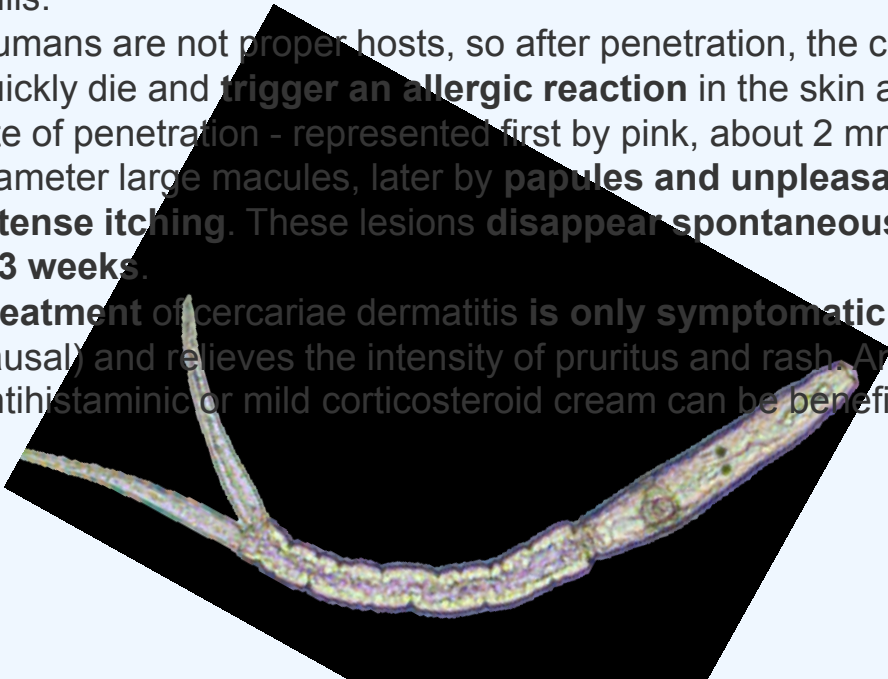 umans are not proper hosts, so after penetration, the c
uickly die and trigger an allergic reaction in the skin a
te of penetration - represented first by pink, about 2 mm
ameter large macules, later by papules and unpleasa
tense itching. These lesions disappear spontaneous
3 weeks.
eatment of cercariae dermatitis is only symptomatic
ausal) and relieves the intensity of pruritus and rash. An
ntihistaminic or mild corticosteroid cream can be benefi